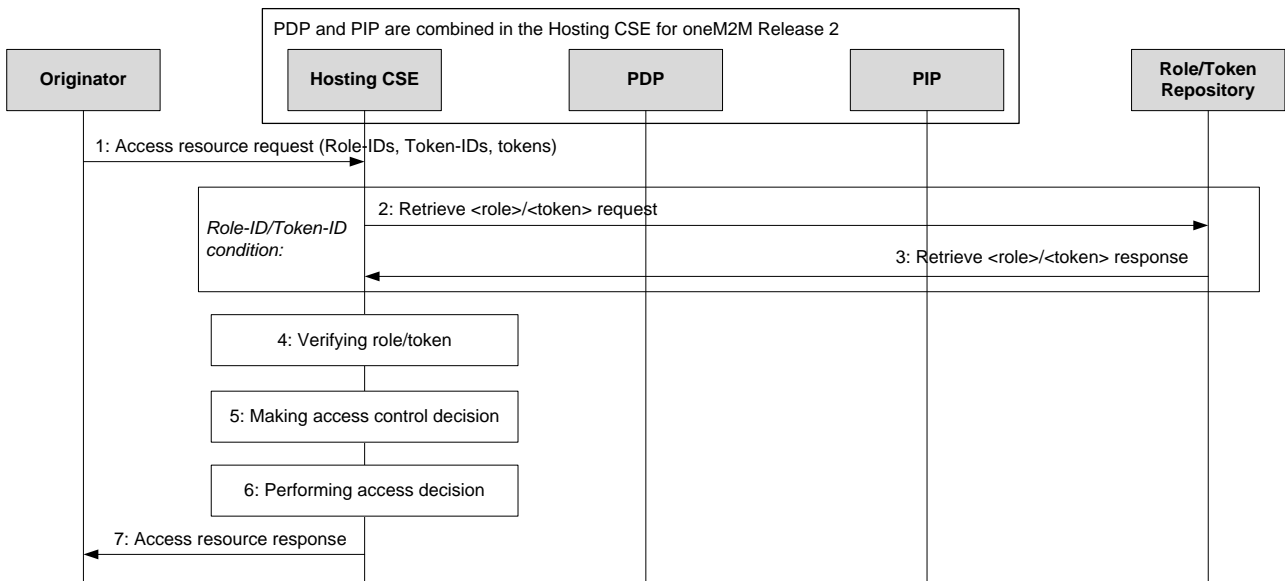 PDP and PIP are combined in the Hosting CSE for oneM2M Release 2
Originator
Hosting CSE
PDP
PIP
Role/Token
Repository
1: Access resource request (Role-IDs, Token-IDs, tokens)
Role-ID/Token-ID
condition:
2: Retrieve <role>/<token> request
3: Retrieve <role>/<token> response
4: Verifying role/token
5: Making access control decision
6: Performing access decision
7: Access resource response